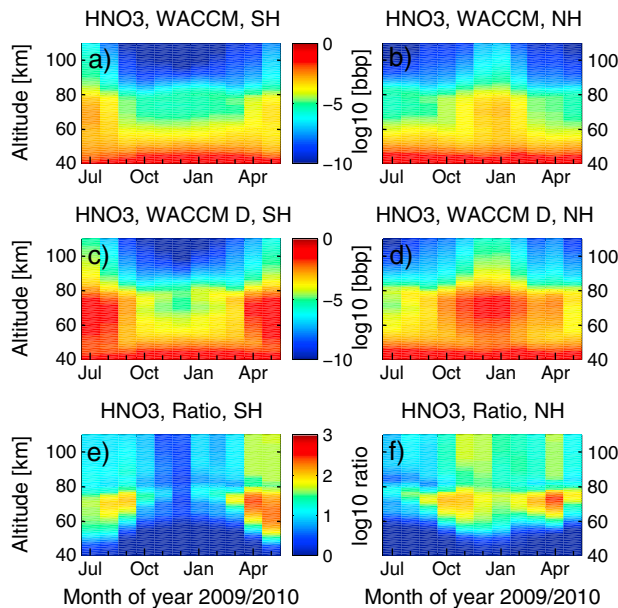 HNO3, WACCM, SH
HNO3, WACCM, NH
Altitude [km]
100
80
60
40
a)
Jul
Oct
Jan
Apr
0
−5
−10
log10 [bbp]
b)
Jul
Oct
Jan
Apr
100
80
60
40
HNO3, WACCM D, SH
HNO3, WACCM D, NH
Altitude [km]
100
80
60
40
c)
Jul
Oct
Jan
Apr
0
−5
−10
log10 [bbp]
d)
Jul
Oct
Jan
Apr
100
80
60
40
HNO3, Ratio, SH
HNO3, Ratio, NH
Altitude [km]
100
80
60
40
e)
Jul
Oct
Jan
Apr
3
2
1
0
log10 ratio
f)
Jul
Oct
Jan
Apr
100
80
60
40
Month of year 2009/2010
Month of year 2009/2010